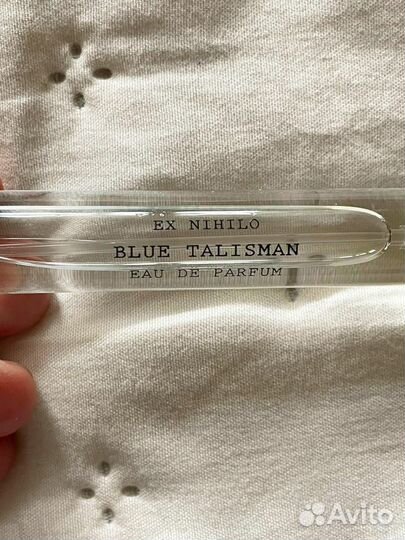 EX NIHILO
BLUE TALISMAN
EAU DE PARFUM
Avito